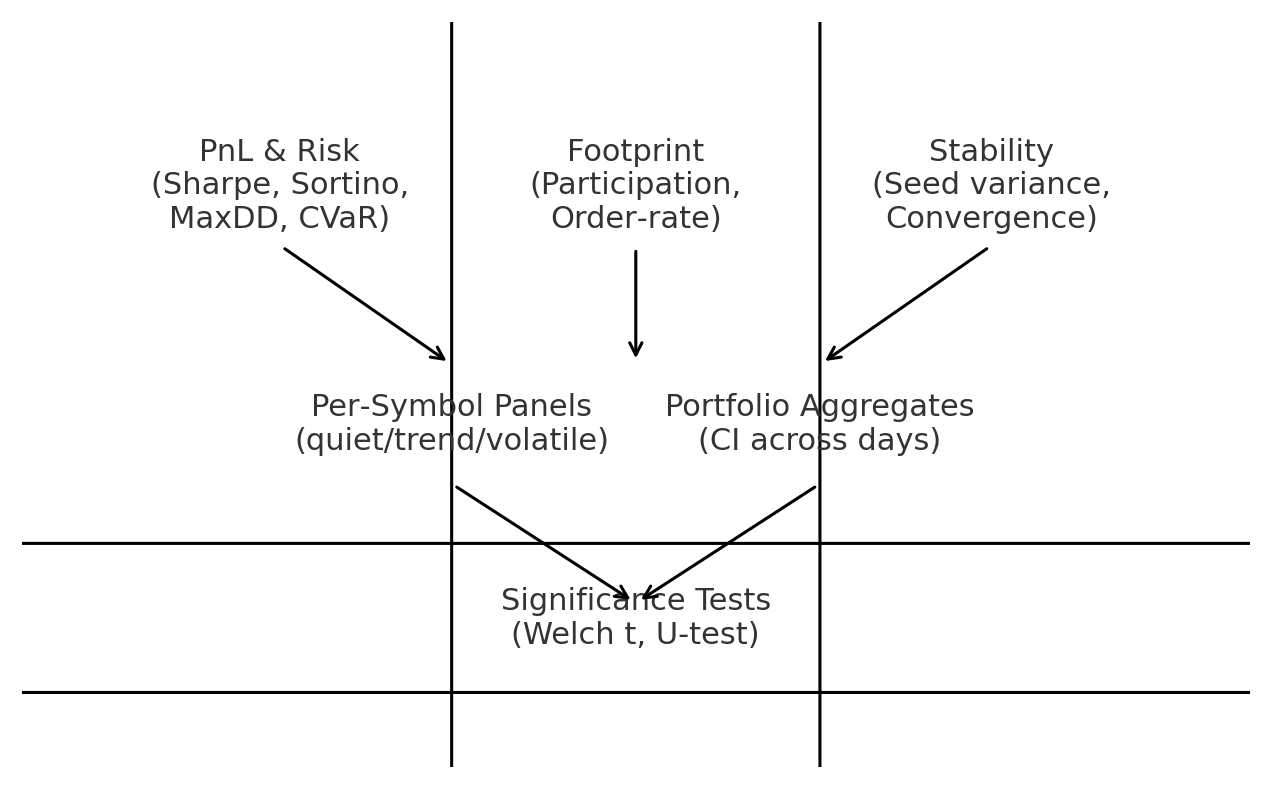 PnL & Risk
(Sharpe, Sortino,
MaxDD, CVaR)
Footprint
(Participation,
Order-rate)
Stability
(Seed variance,
Convergence)
Per-Symbol Panels
(quiet/trend/volatile)
Portfolio Aggregates
(CI across days)
Significance Tests
(Welch t, U-test)